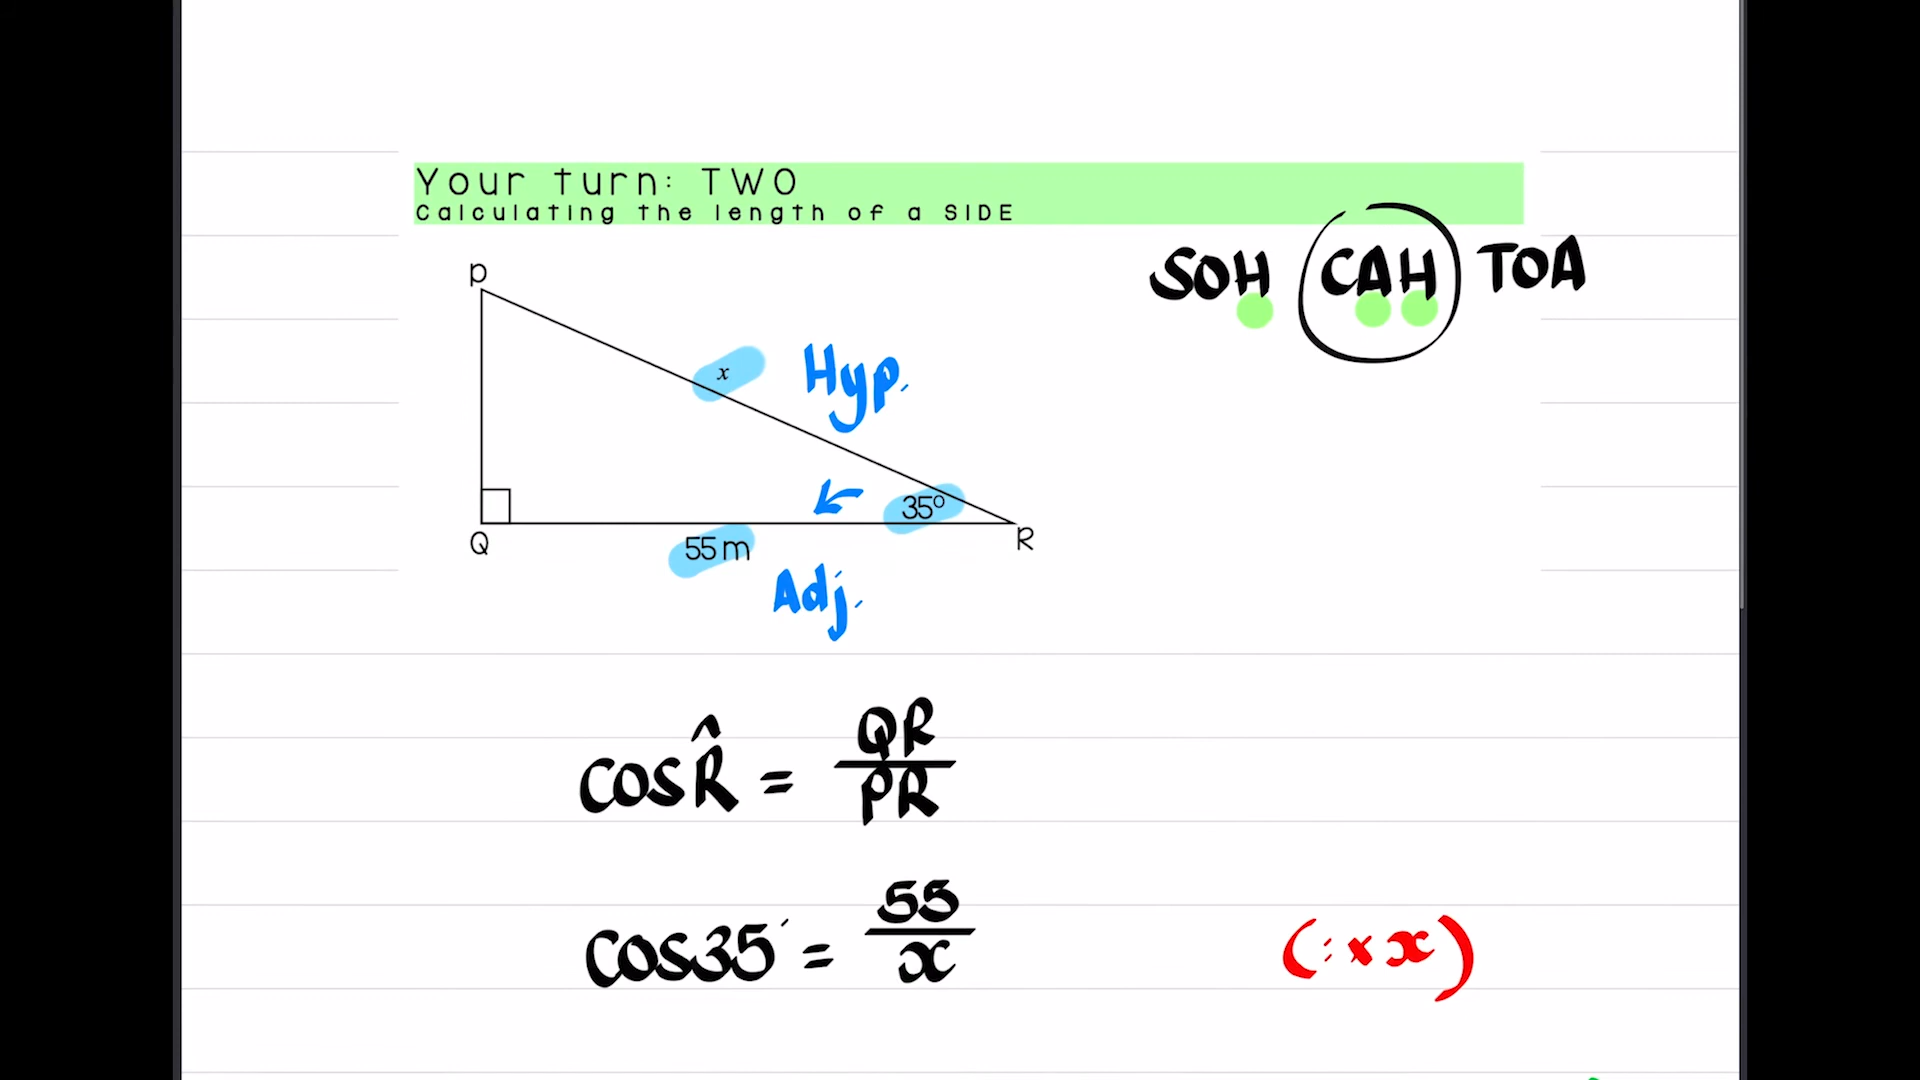 Your turn: TWO
Calculating the length of a SIDE
SOH CAH TOA
P
x
Hyp.
35°
Q
55 m
R
Adj.
cos R̂ = QR/PR
cos35° = 55/x
(: × x)